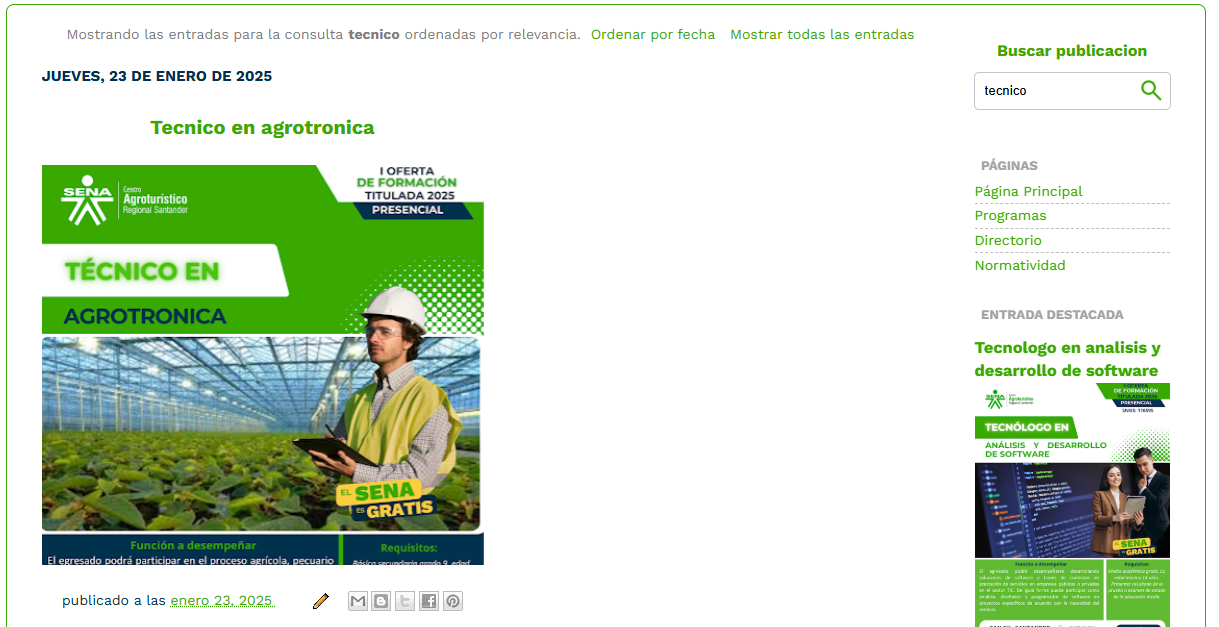 Mostrando las entradas para la consulta tecnico ordenadas por relevancia. Ordenar por fecha Mostrar todas las entradas
JUEVES, 23 DE ENERO DE 2025
Tecnico en agrotronica
SENA
Centro
Agroturístico
Regional Santander
I OFERTA
DE FORMACIÓN
TITULADA 2025
PRESENCIAL
TÉCNICO EN
AGROTRONICA
EL SENA
ES GRATIS
Función a desempeñar
El egresado podrá participar en el proceso agrícola, pecuario
Requisitos:
Básica secundaria grado 9, edad
publicado a las enero 23, 2025
Buscar publicacion
tecnico
PÁGINAS
Página Principal
Programas
Directorio
Normatividad
ENTRADA DESTACADA
Tecnologo en analisis y
desarrollo de software
SENA
Agroturístico
I OFERTA
DE FORMACIÓN
TITULADA 2025
PRESENCIAL
TECNÓLOGO EN
ANÁLISIS Y DESARROLLO
DE SOFTWARE
EL SENA
ES GRATIS
Función a desempeñar
Requisitos: